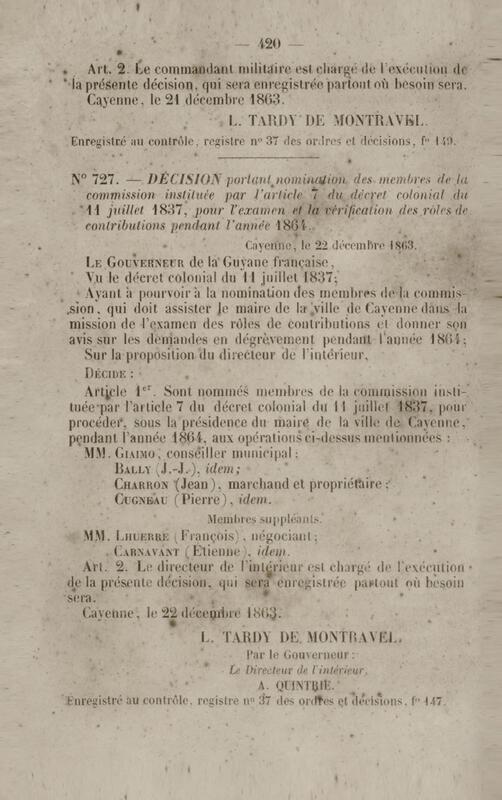 — 420 —
Art. 2. Le commandant militaire est chargé de l'exécution de
la présente décision, qui sera enregistrée partout où besoin sera.
Cayenne, le 21 décembre 1863.
L. TARDY DE MONTRAVEL.
Enregistré au contrôle, registre n° 37 des ordres et décisions, f° 149.
N° 727. — DÉCISION portant nomination des membres de la
commission instituée par l'article 7 du décret colonial du
11 juillet 1837, pour l'examen et la vérification des rôles de
contributions pendant l'année 1864.
Cayenne, le 22 décembre 1863.
LE GOUVERNEUR de la Guyane française,
Vu le décret colonial du 11 juillet 1837;
Ayant à pourvoir à la nomination des membres de la commis-
sion, qui doit assister le maire de la ville de Cayenne dans la
mission de l'examen des rôles de contributions et donner son
avis sur les demandes en dégrèvement pendant l'année 1864;
Sur la proposition du directeur de l'intérieur,
DÉCIDE :
Article 1er. Sont nommés membres de la commission insti-
tuée par l'article 7 du décret colonial du 11 juillet 1837, pour
procéder, sous la présidence du maire de la ville de Cayenne,
pendant l'année 1864, aux opérations ci-dessus mentionnées :
MM. GIAIMO, conseiller municipal;
BALLY (J.-J.), idem;
CHARRON (Jean), marchand et propriétaire;
CUGNEAU (Pierre), idem.
Membres suppléants.
MM. LHUERRE (François), négociant;
CARNAVANT (Etienne), idem.
Art. 2. Le directeur de l'intérieur est chargé de l'exécution
de la présente décision, qui sera enregistrée partout où besoin
sera.
Cayenne, le 22 décembre 1863.
L. TARDY DE MONTRAVEL.
Par le Gouverneur :
Le Directeur de l'intérieur,
A. QUINTRIE.
Enregistré au contrôle, registre n° 37 des ordres et décisions, f° 147.